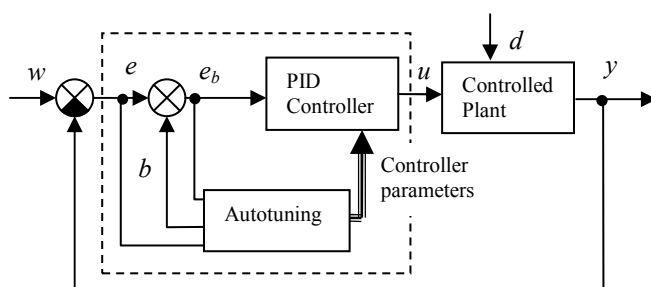 d
w
e
e_b
PID
Controller
u
Controlled
Plant
y
b
Controller
parameters
Autotuning